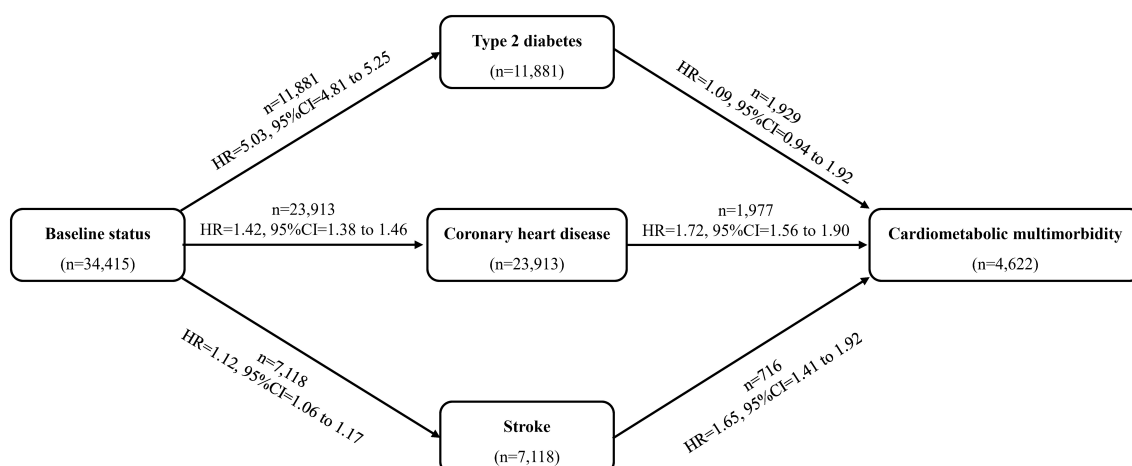 Type 2 diabetes
(n=11,881)
n=11,881
HR=5.03, 95%CI=4.81 to 5.25
n=1,929
HR=1.09, 95%CI=0.94 to 1.92
Baseline status
(n=34,415)
n=23,913
HR=1.42, 95%CI=1.38 to 1.46
Coronary heart disease
(n=23,913)
n=1,977
HR=1.72, 95%CI=1.56 to 1.90
Cardiometabolic multimorbidity
(n=4,622)
n=7,118
HR=1.12, 95%CI=1.06 to 1.17
n=716
HR=1.65, 95%CI=1.41 to 1.92
Stroke
(n=7,118)